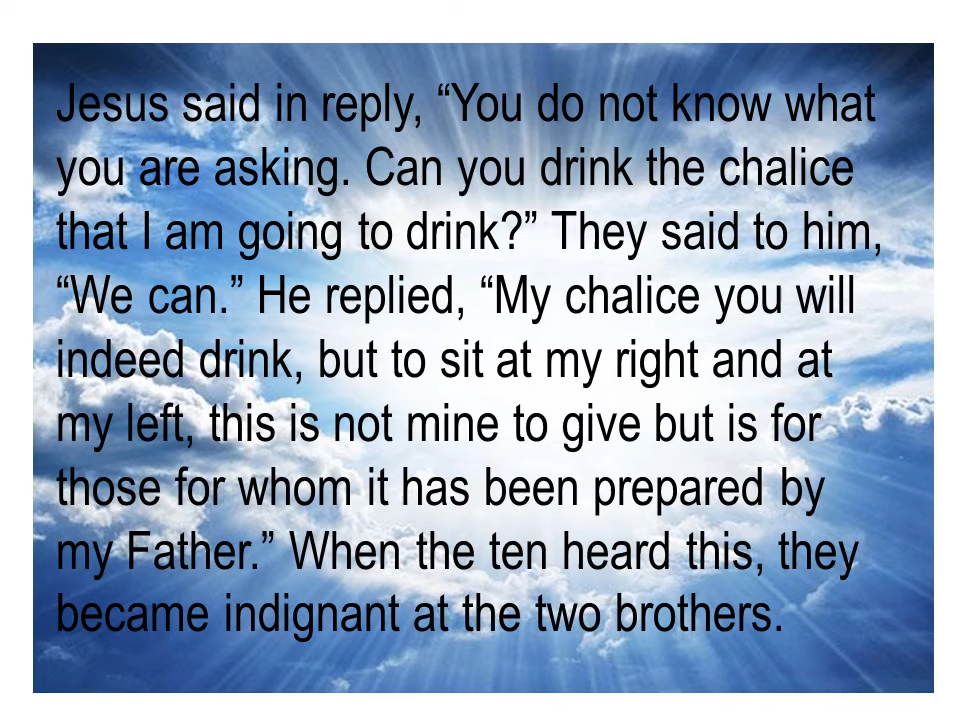 Jesus said in reply, “You do not know what
you are asking. Can you drink the chalice
that I am going to drink?” They said to him,
“We can.” He replied, “My chalice you will
indeed drink, but to sit at my right and at
my left, this is not mine to give but is for
those for whom it has been prepared by
my Father.” When the ten heard this, they
became indignant at the two brothers.